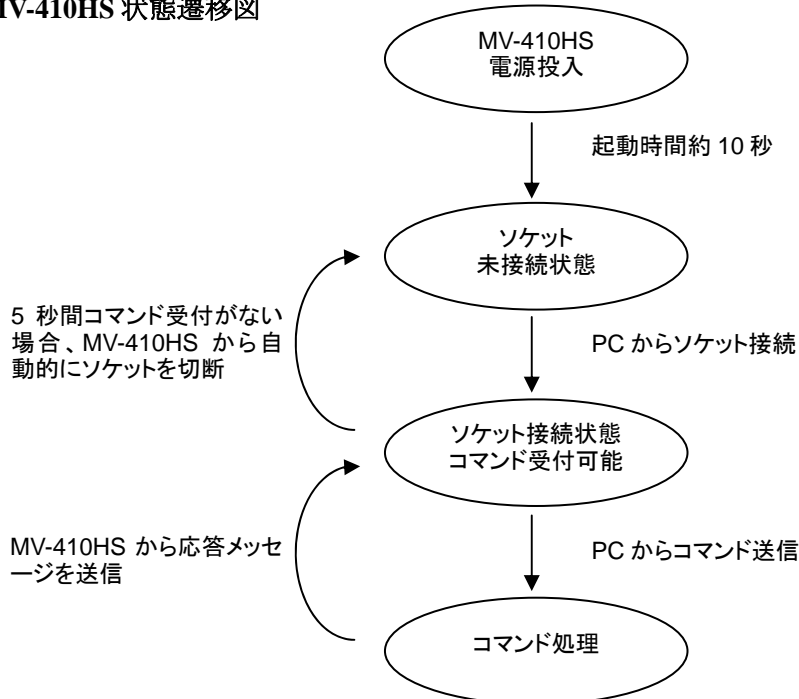 MV-410HS 状態遷移図
MV-410HS
電源投入
起動時間約 10 秒
ソケット
未接続状態
5 秒間コマンド受付がない
場合、MV-410HS から自
動的にソケットを切断
PC からソケット接続
ソケット接続状態
コマンド受付可能
MV-410HS から応答メッセ
ージを送信
PC からコマンド送信
コマンド処理